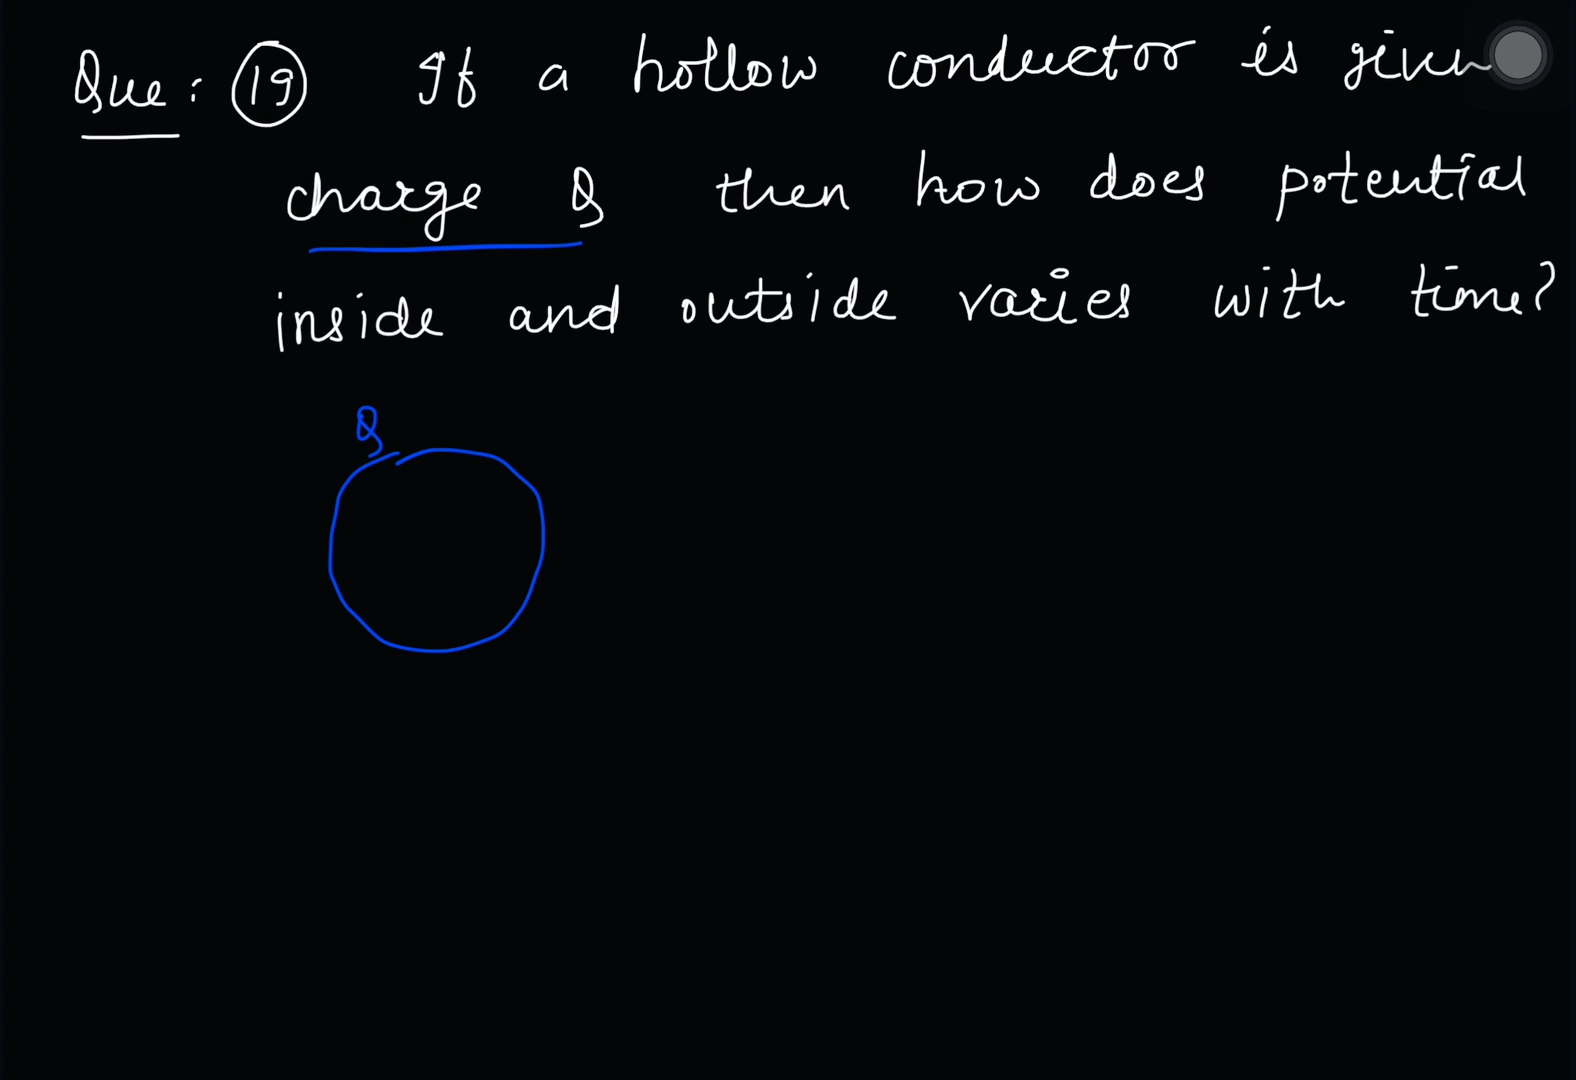 Que: 19 If a hollow conductor is given
charge Q then how does potential
inside and outside varies with time?
Q